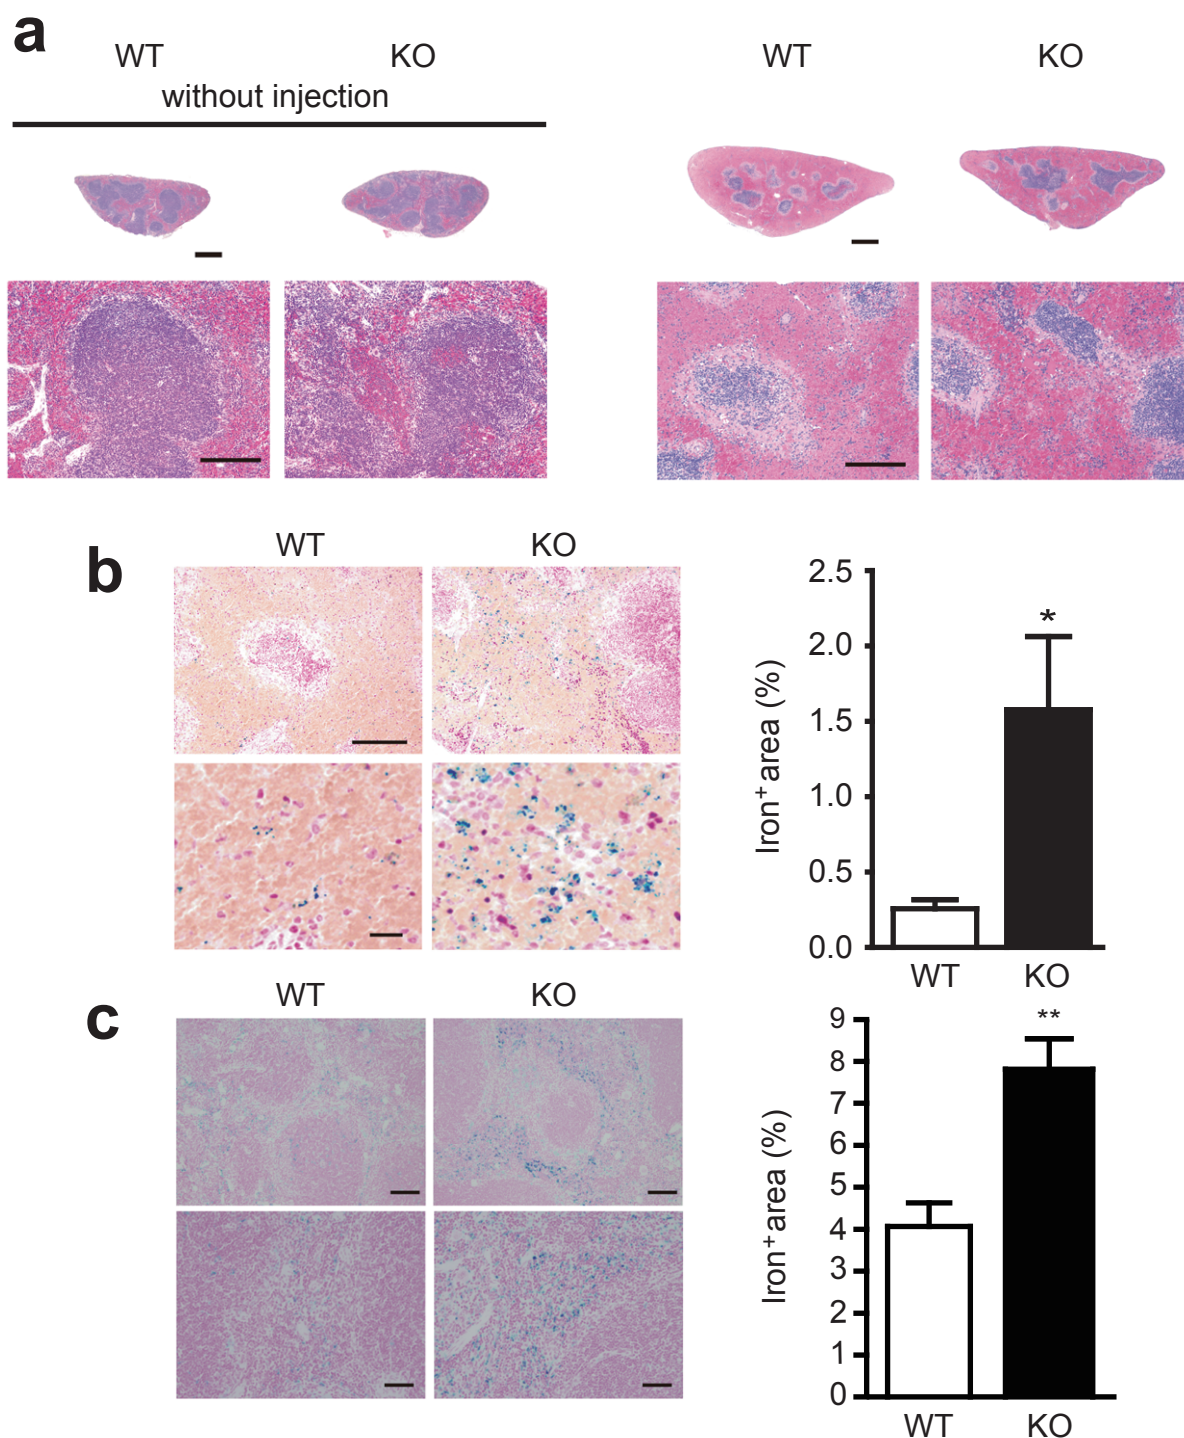 a
WT KO WT KO
without injection
b
WT KO
2.5
2.0
1.5
1.0
0.5
0.0
Iron⁺ area (%)
*
WT KO
c
WT KO
9
8
7
6
5
4
3
2
1
0
Iron⁺ area (%)
**
WT KO